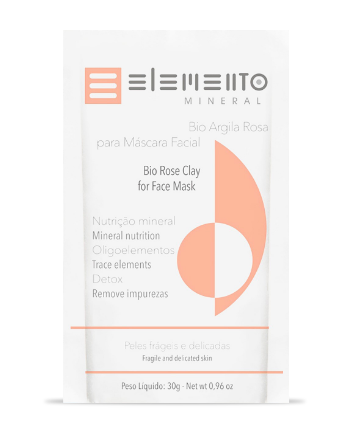 elemento
MINERAL
Bio Argila Rosa
para Máscara Facial
Bio Rose Clay
for Face Mask
Nutrição mineral
Mineral nutrition
Oligoelementos
Trace elements
Detox
Remove impurezas
Peles frágeis e delicadas
Fragile and delicated skin
Peso Líquido: 30g - Net wt 0,96 oz